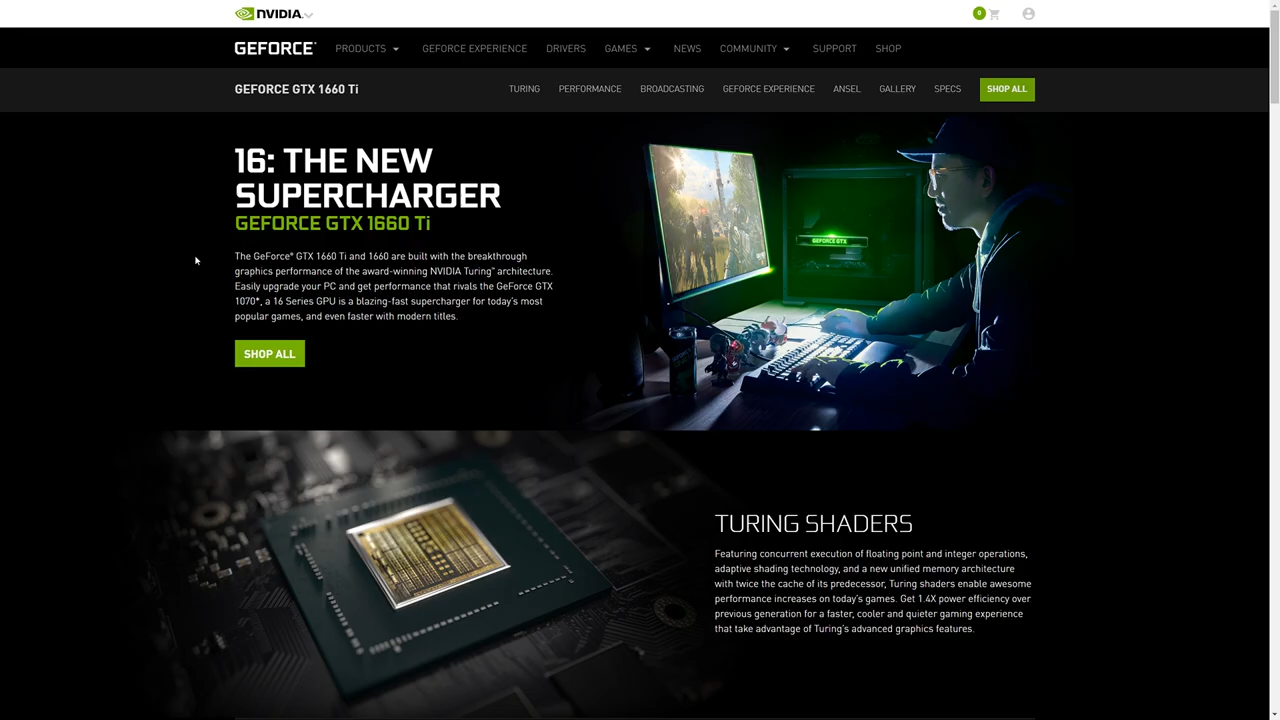 NVIDIA.
0
GEFORCE® PRODUCTS GEFORCE EXPERIENCE DRIVERS GAMES NEWS COMMUNITY SUPPORT SHOP
GEFORCE GTX 1660 Ti TURING PERFORMANCE BROADCASTING GEFORCE EXPERIENCE ANSEL GALLERY SPECS SHOP ALL
16: THE NEW
SUPERCHARGER
GEFORCE GTX 1660 Ti
The GeForce® GTX 1660 Ti and 1660 are built with the breakthrough
graphics performance of the award-winning NVIDIA Turing™ architecture.
Easily upgrade your PC and get performance that rivals the GeForce GTX
1070*, a 16 Series GPU is a blazing-fast supercharger for today's most
popular games, and even faster with modern titles.
SHOP ALL
GEFORCE GTX
TURING SHADERS
Featuring concurrent execution of floating point and integer operations,
adaptive shading technology, and a new unified memory architecture
with twice the cache of its predecessor, Turing shaders enable awesome
performance increases on today's games. Get 1.4X power efficiency over
previous generation for a faster, cooler and quieter gaming experience
that take advantage of Turing's advanced graphics features.